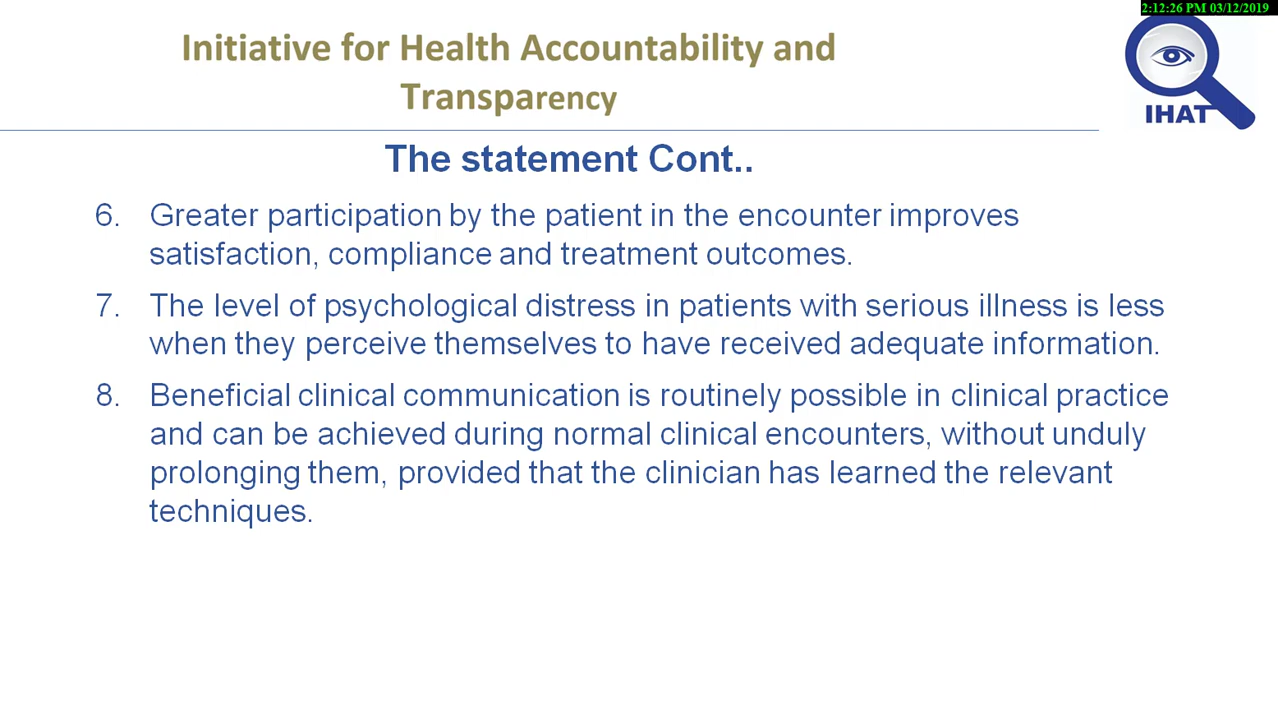 2:12:26 PM 03/12/2019
Initiative for Health Accountability and
Transparency
IHAT
The statement Cont..
6. Greater participation by the patient in the encounter improves
satisfaction, compliance and treatment outcomes.
7. The level of psychological distress in patients with serious illness is less
when they perceive themselves to have received adequate information.
8. Beneficial clinical communication is routinely possible in clinical practice
and can be achieved during normal clinical encounters, without unduly
prolonging them, provided that the clinician has learned the relevant
techniques.